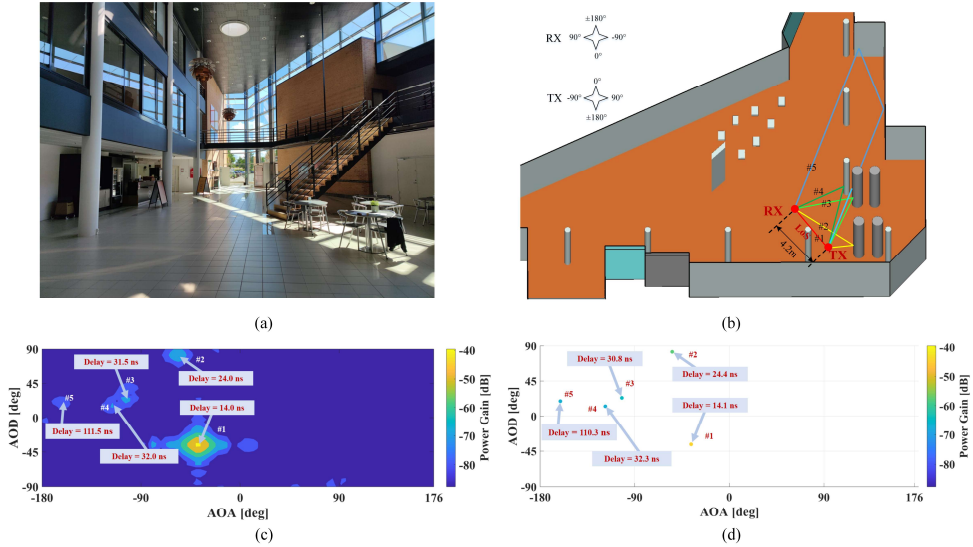 (a)
±180°
RX 90° -90°
0°
0°
TX -90° 90°
±180°
#5
#4
#3
RX
#2
LoS
#1
4.2m
TX
(b)
90
45
0
-45
-90
AOD [deg]
-180 -90 0 90 176
AOA [deg]
Delay = 31.5 ns
#2
#3
Delay = 24.0 ns
#5
#4
Delay = 14.0 ns
Delay = 111.5 ns
#1
Delay = 32.0 ns
-40
-50
-60
-70
-80
Power Gain [dB]
(c)
90
45
0
-45
-90
AOD [deg]
-180 -90 0 90 176
AOA [deg]
Delay = 30.8 ns
#2
Delay = 24.4 ns
#3
#5
#4
Delay = 14.1 ns
Delay = 110.3 ns
#1
Delay = 32.3 ns
-40
-50
-60
-70
-80
Power Gain [dB]
(d)